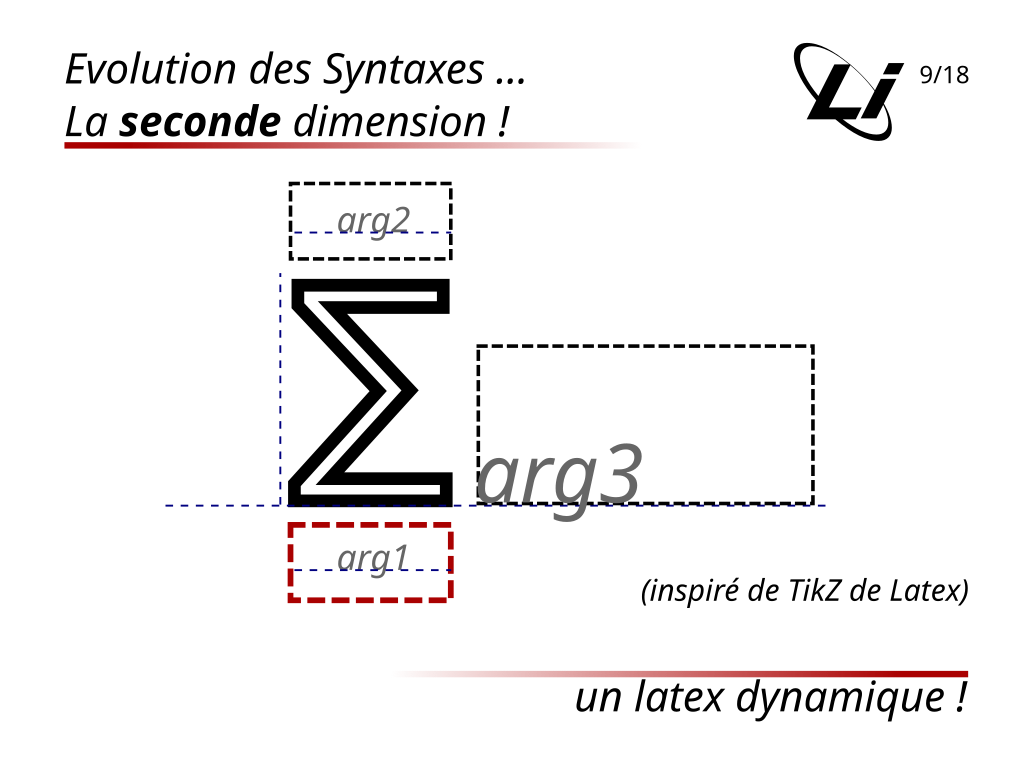 Evolution des Syntaxes ...
La seconde dimension !
Li
9/18
arg2
Σ
arg3
arg1
(inspiré de TikZ de Latex)
un latex dynamique !